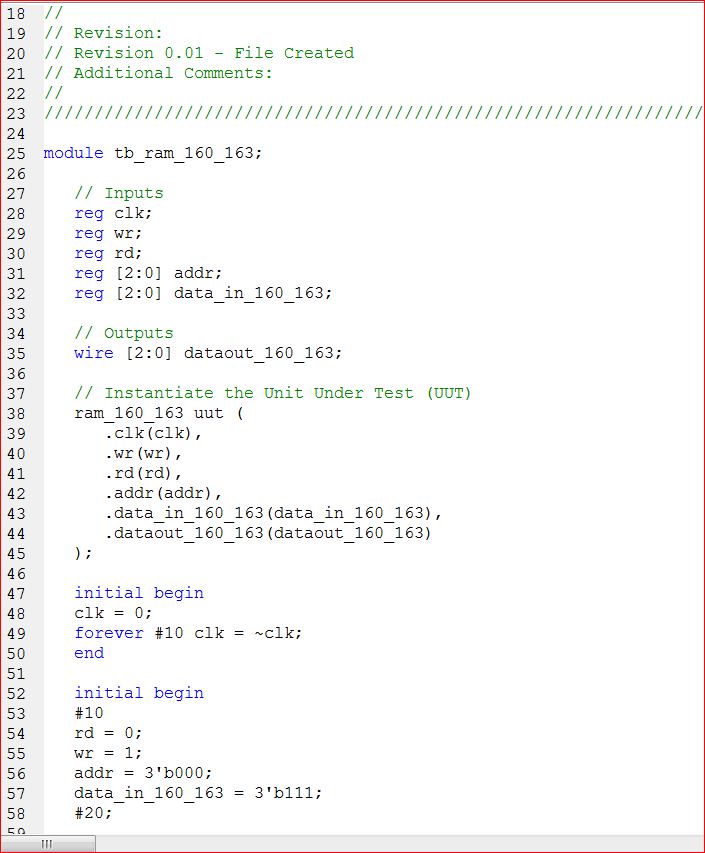 18 //
19 // Revision:
20 // Revision 0.01 - File Created
21 // Additional Comments:
22 //
23 //////////////////////////////////////////////////////////////////
24
25 module tb_ram_160_163;
26
27 // Inputs
28 reg clk;
29 reg wr;
30 reg rd;
31 reg [2:0] addr;
32 reg [2:0] data_in_160_163;
33
34 // Outputs
35 wire [2:0] dataout_160_163;
36
37 // Instantiate the Unit Under Test (UUT)
38 ram_160_163 uut (
39 .clk(clk),
40 .wr(wr),
41 .rd(rd),
42 .addr(addr),
43 .data_in_160_163(data_in_160_163),
44 .dataout_160_163(dataout_160_163)
45 );
46
47 initial begin
48 clk = 0;
49 forever #10 clk = ~clk;
50 end
51
52 initial begin
53 #10
54 rd = 0;
55 wr = 1;
56 addr = 3'b000;
57 data_in_160_163 = 3'b111;
58 #20;
59